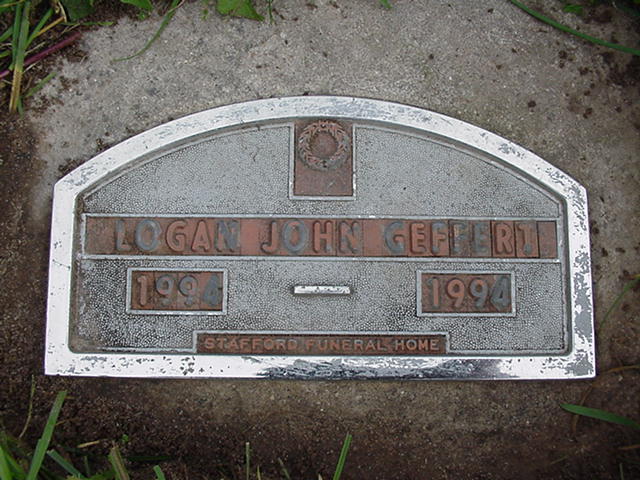 LOGAN JOHN GEFFERT
1994 - 1994
STAFFORD FUNERAL HOME